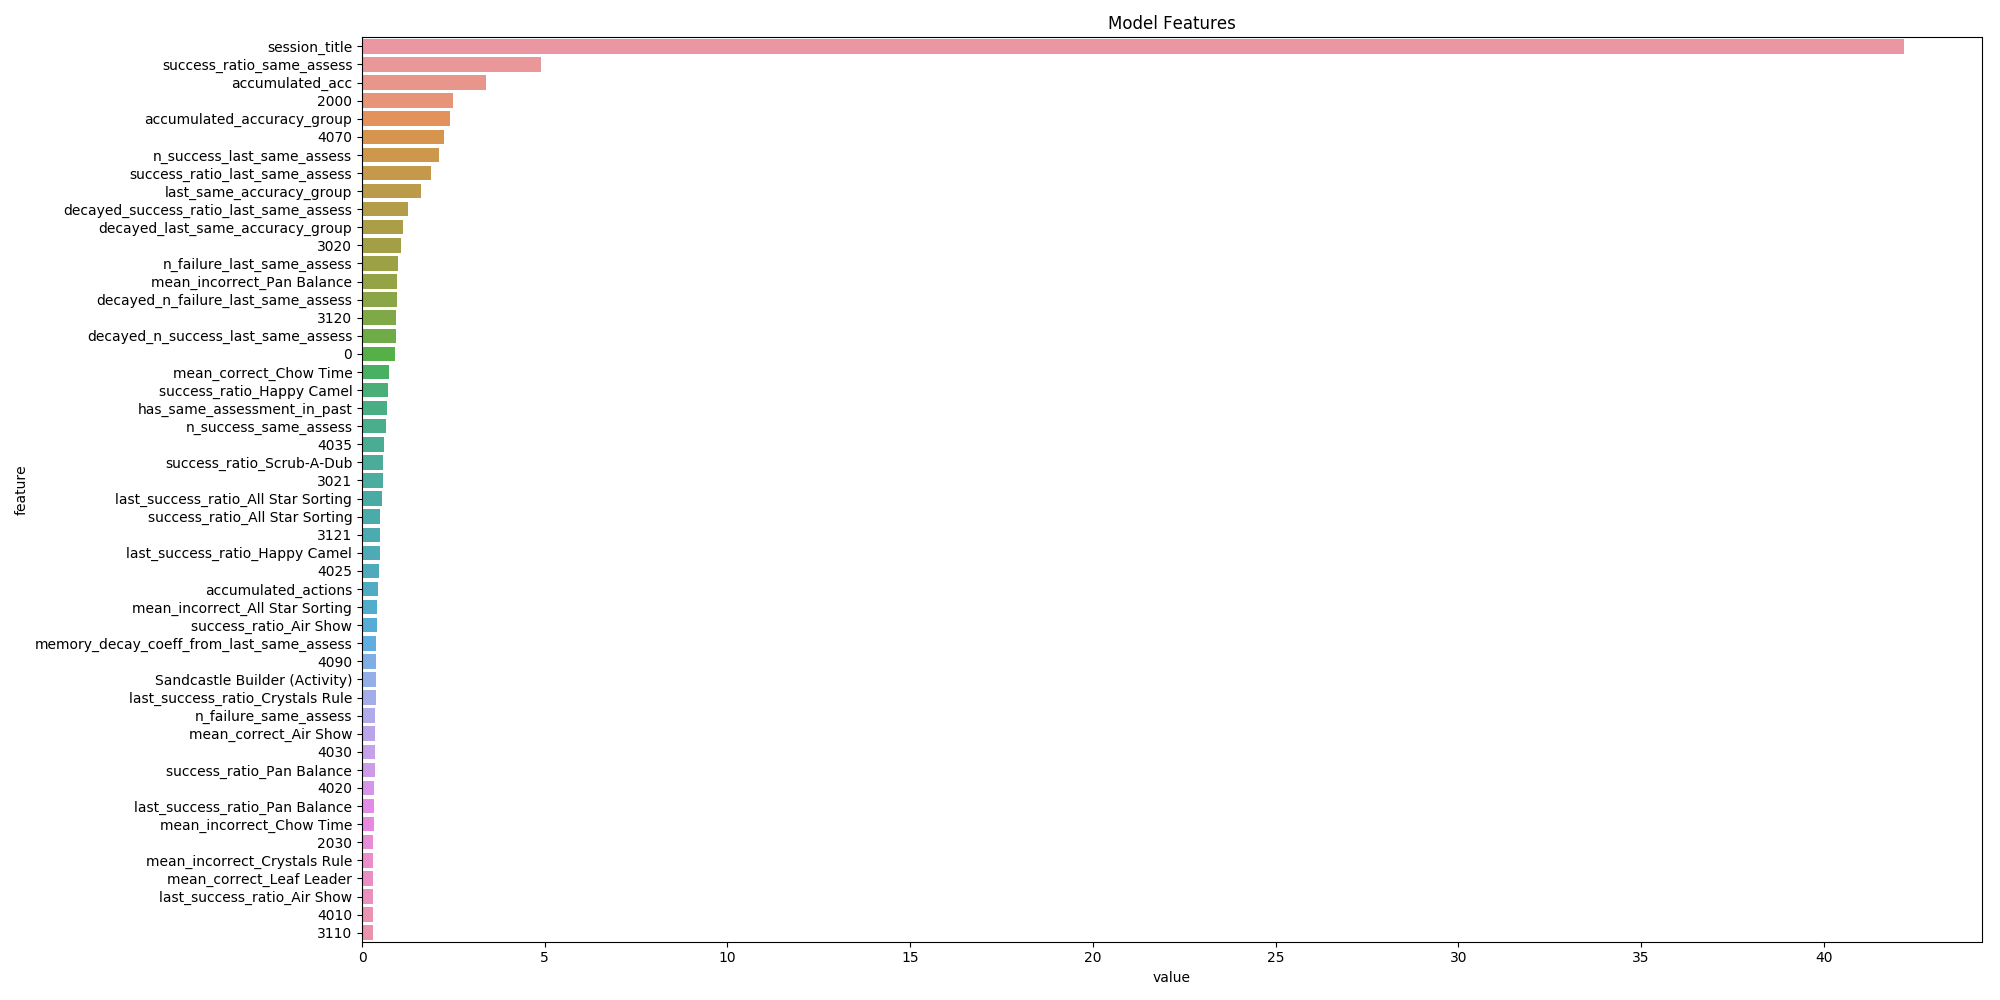 Model Features
session_title
success_ratio_same_assess
accumulated_acc
2000
accumulated_accuracy_group
4070
n_success_last_same_assess
success_ratio_last_same_assess
last_same_accuracy_group
decayed_success_ratio_last_same_assess
decayed_last_same_accuracy_group
3020
n_failure_last_same_assess
mean_incorrect_Pan Balance
decayed_n_failure_last_same_assess
3120
decayed_n_success_last_same_assess
0
mean_correct_Chow Time
success_ratio_Happy Camel
has_same_assessment_in_past
n_success_same_assess
4035
success_ratio_Scrub-A-Dub
3021
last_success_ratio_All Star Sorting
success_ratio_All Star Sorting
3121
last_success_ratio_Happy Camel
4025
accumulated_actions
mean_incorrect_All Star Sorting
success_ratio_Air Show
memory_decay_coeff_from_last_same_assess
4090
Sandcastle Builder (Activity)
last_success_ratio_Crystals Rule
n_failure_same_assess
mean_correct_Air Show
4030
success_ratio_Pan Balance
4020
last_success_ratio_Pan Balance
mean_incorrect_Chow Time
2030
mean_incorrect_Crystals Rule
mean_correct_Leaf Leader
last_success_ratio_Air Show
4010
3110
feature
0 5 10 15 20 25 30 35 40
value